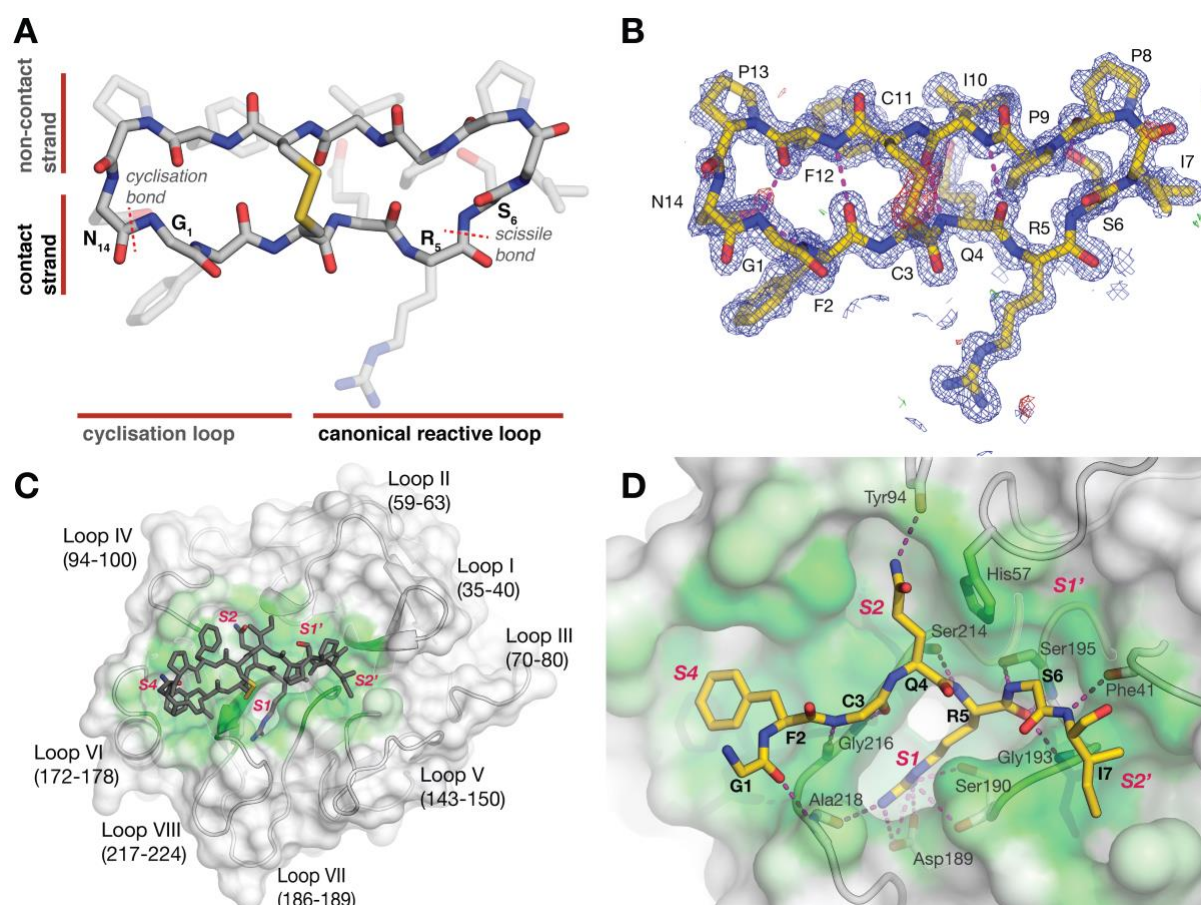 A
non-contact
strand
contact
strand
cyclisation
bond
N14
G1
R5
S6
scissile
bond
cyclisation loop
canonical reactive loop
B
P13
C11
I10
P9
P8
I7
F12
N14
G1
F2
C3
Q4
R5
S6
C
Loop II
(59-63)
Loop IV
(94-100)
Loop I
(35-40)
Loop III
(70-80)
S2
S1’
S4
S1
S2’
Loop VI
(172-178)
Loop V
(143-150)
Loop VIII
(217-224)
Loop VII
(186-189)
D
Tyr94
His57
S1’
S2
Ser214
Ser195
S4
Q4
S6
Phe41
C3
R5
F2
Gly216
Gly193
I7
S1
S2’
G1
Ser190
Ala218
Asp189